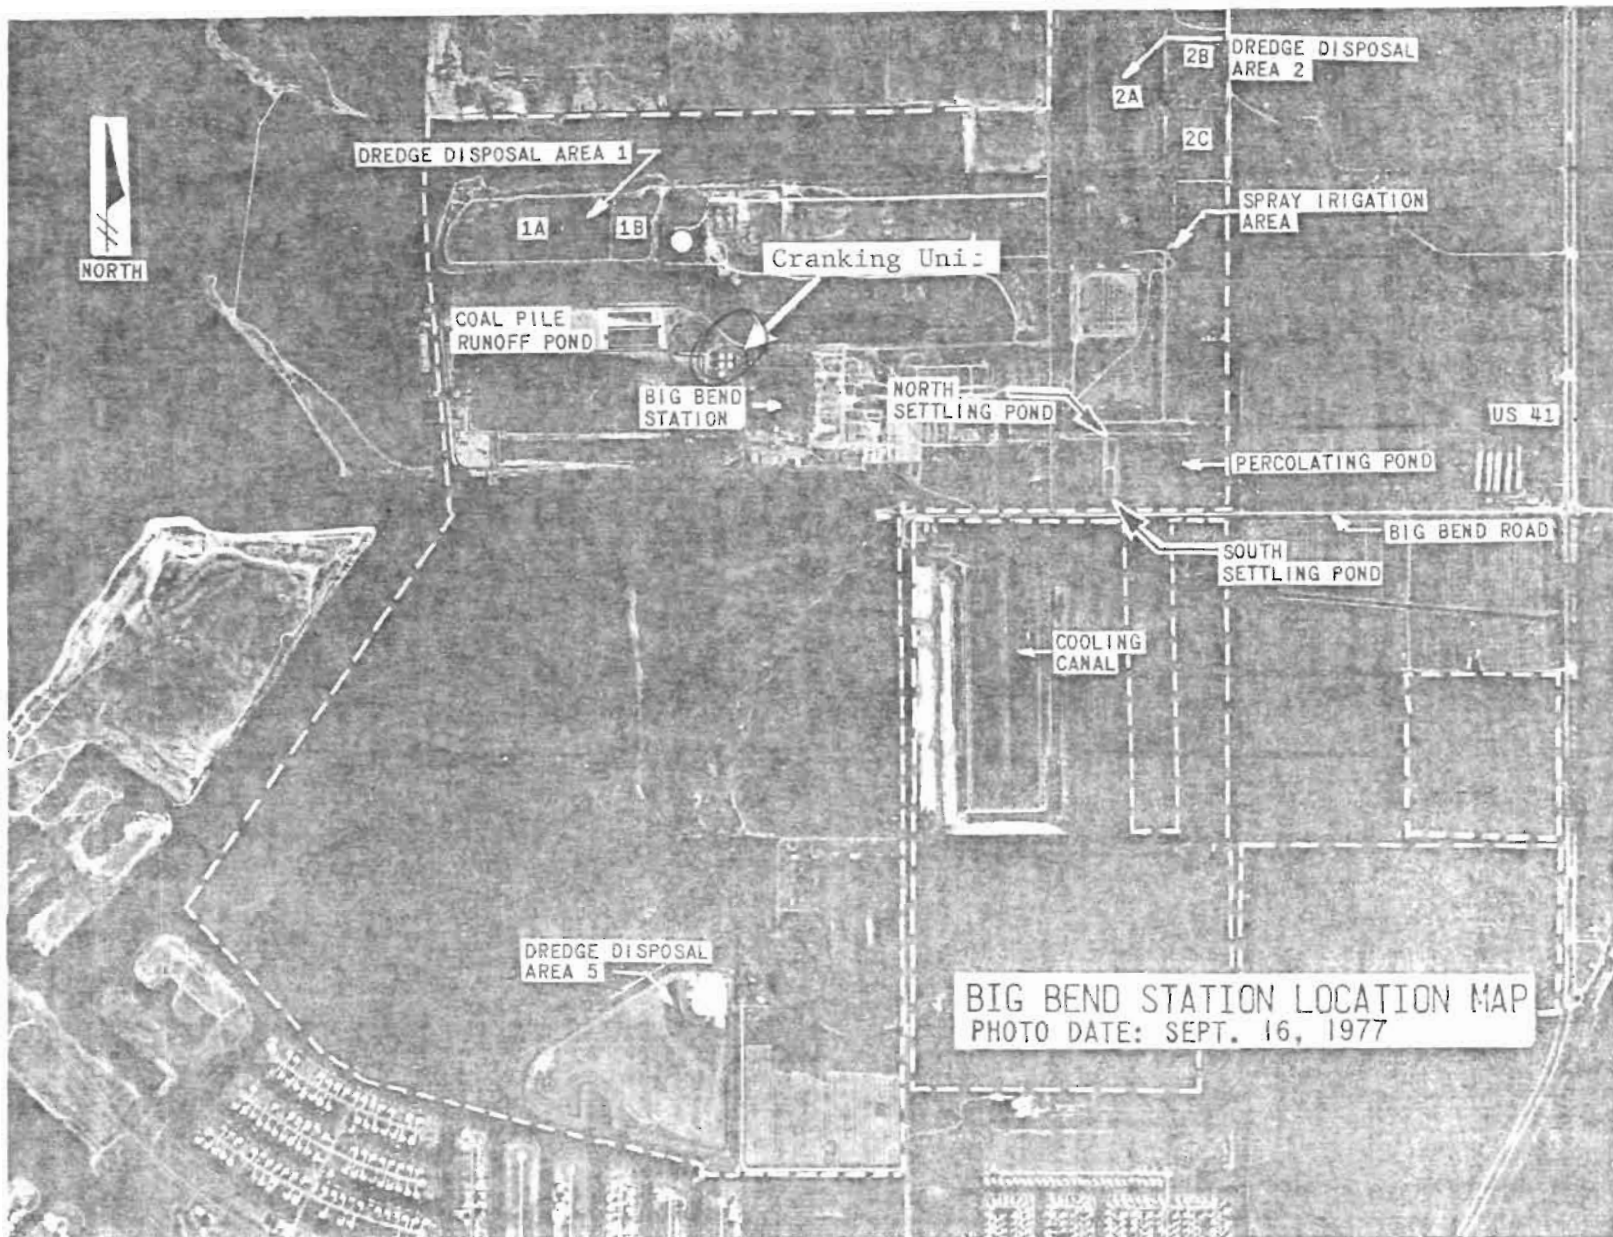 2B
DREDGE DISPOSAL
AREA 2
2A
2C
DREDGE DISPOSAL AREA 1
SPRAY IRIGATION
AREA
1A
1B
NORTH
Cranking Uni
COAL PILE
RUNOFF POND
BIG BEND
STATION
NORTH
SETTLING POND
US 41
PERCOLATING POND
BIG BEND ROAD
SOUTH
SETTLING POND
COOLING
CANAL
DREDGE DISPOSAL
AREA 5
BIG BEND STATION LOCATION MAP
PHOTO DATE: SEPT. 16, 1977